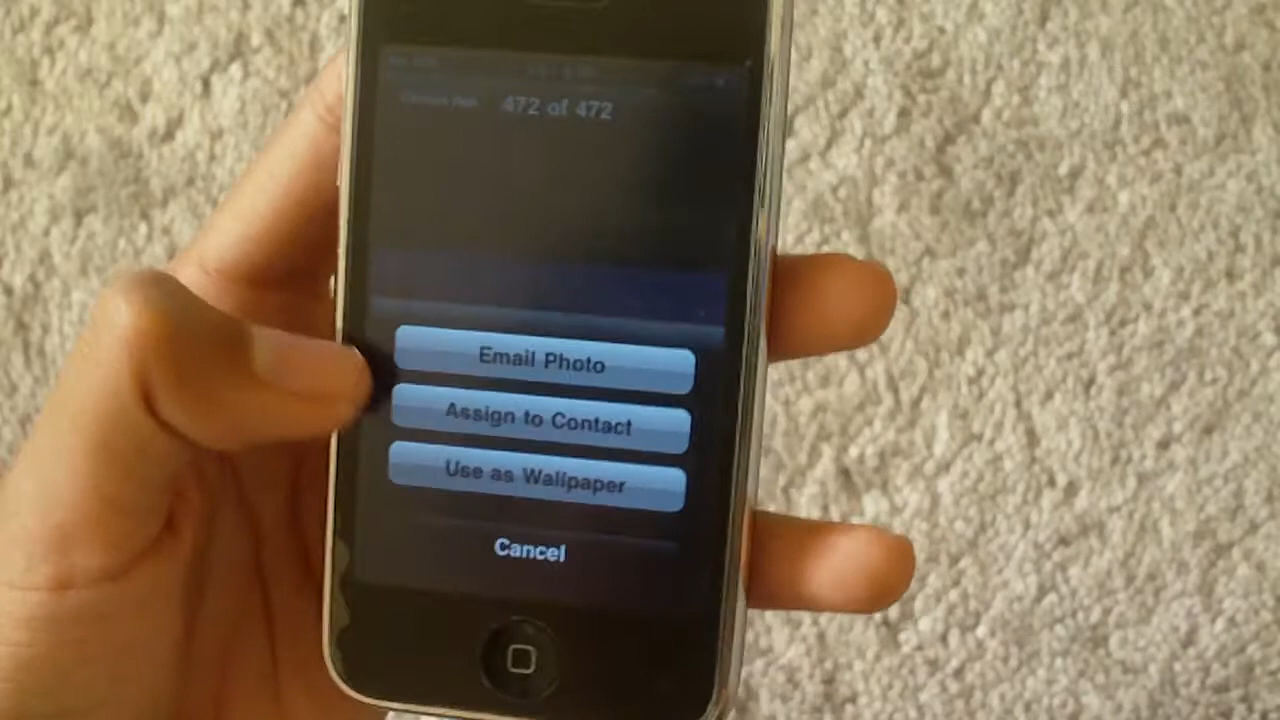 472 of 472
Email Photo
Assign to Contact
Use as Wallpaper
Cancel